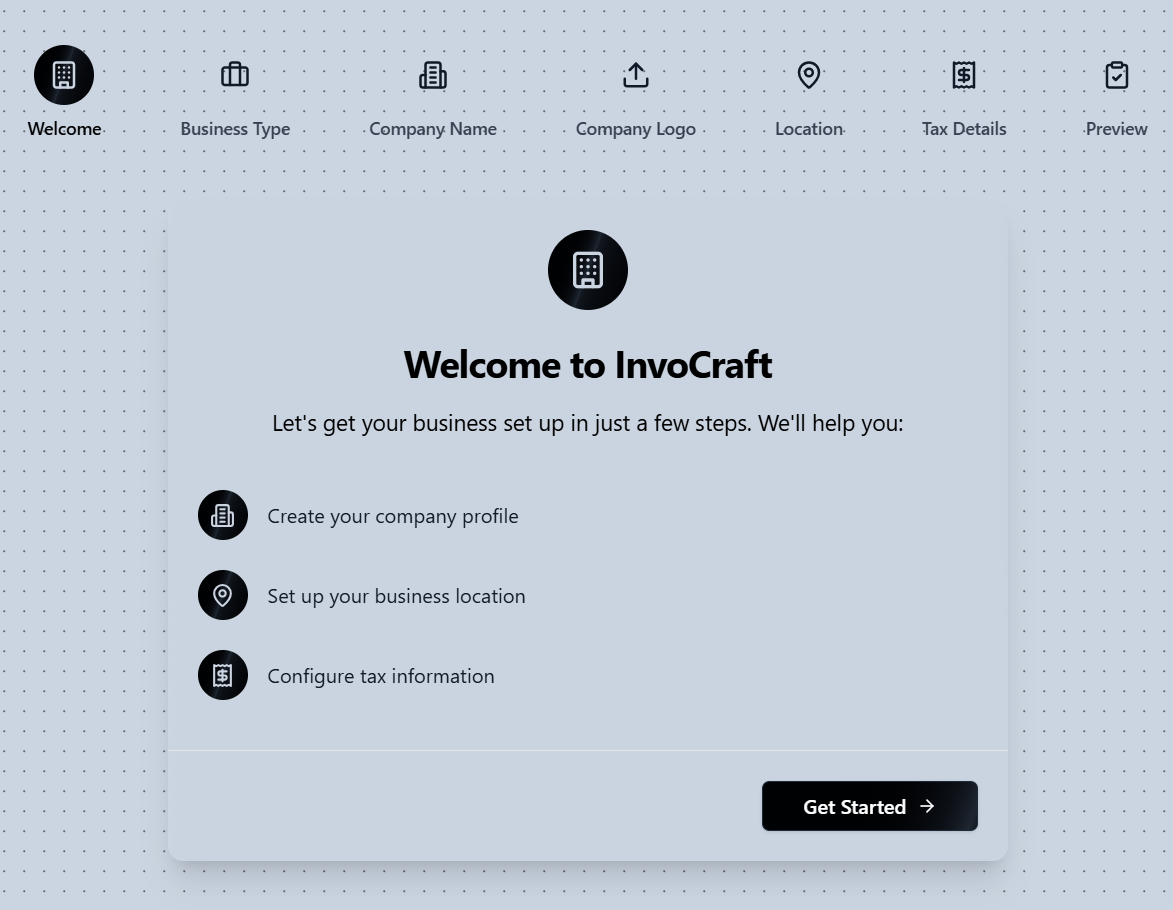 Welcome
Business Type
Company Name
Company Logo
Location
Tax Details
Preview
Welcome to InvoCraft
Let's get your business set up in just a few steps. We'll help you:
Create your company profile
Set up your business location
Configure tax information
Get Started